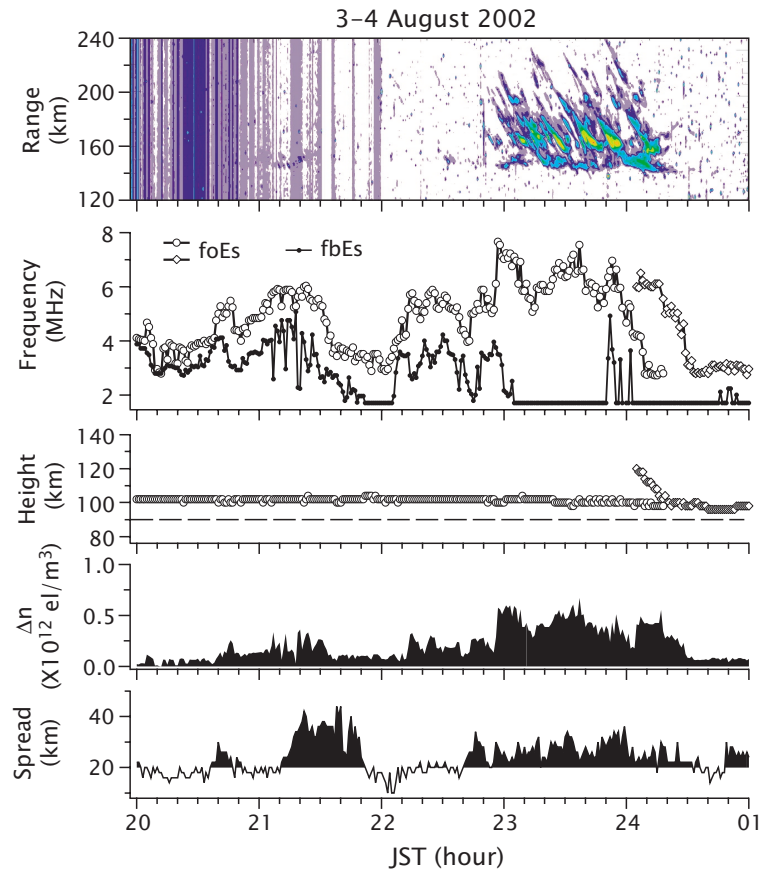 3–4 August 2002
Range
(km)
240
200
160
120
Frequency
(MHz)
8
6
4
2
foEs
fbEs
Height
(km)
140
120
100
80
Δn
(X10¹² el/m³)
1.0
0.5
0.0
Spread
(km)
40
20
20 21 22 23 24 01
JST (hour)